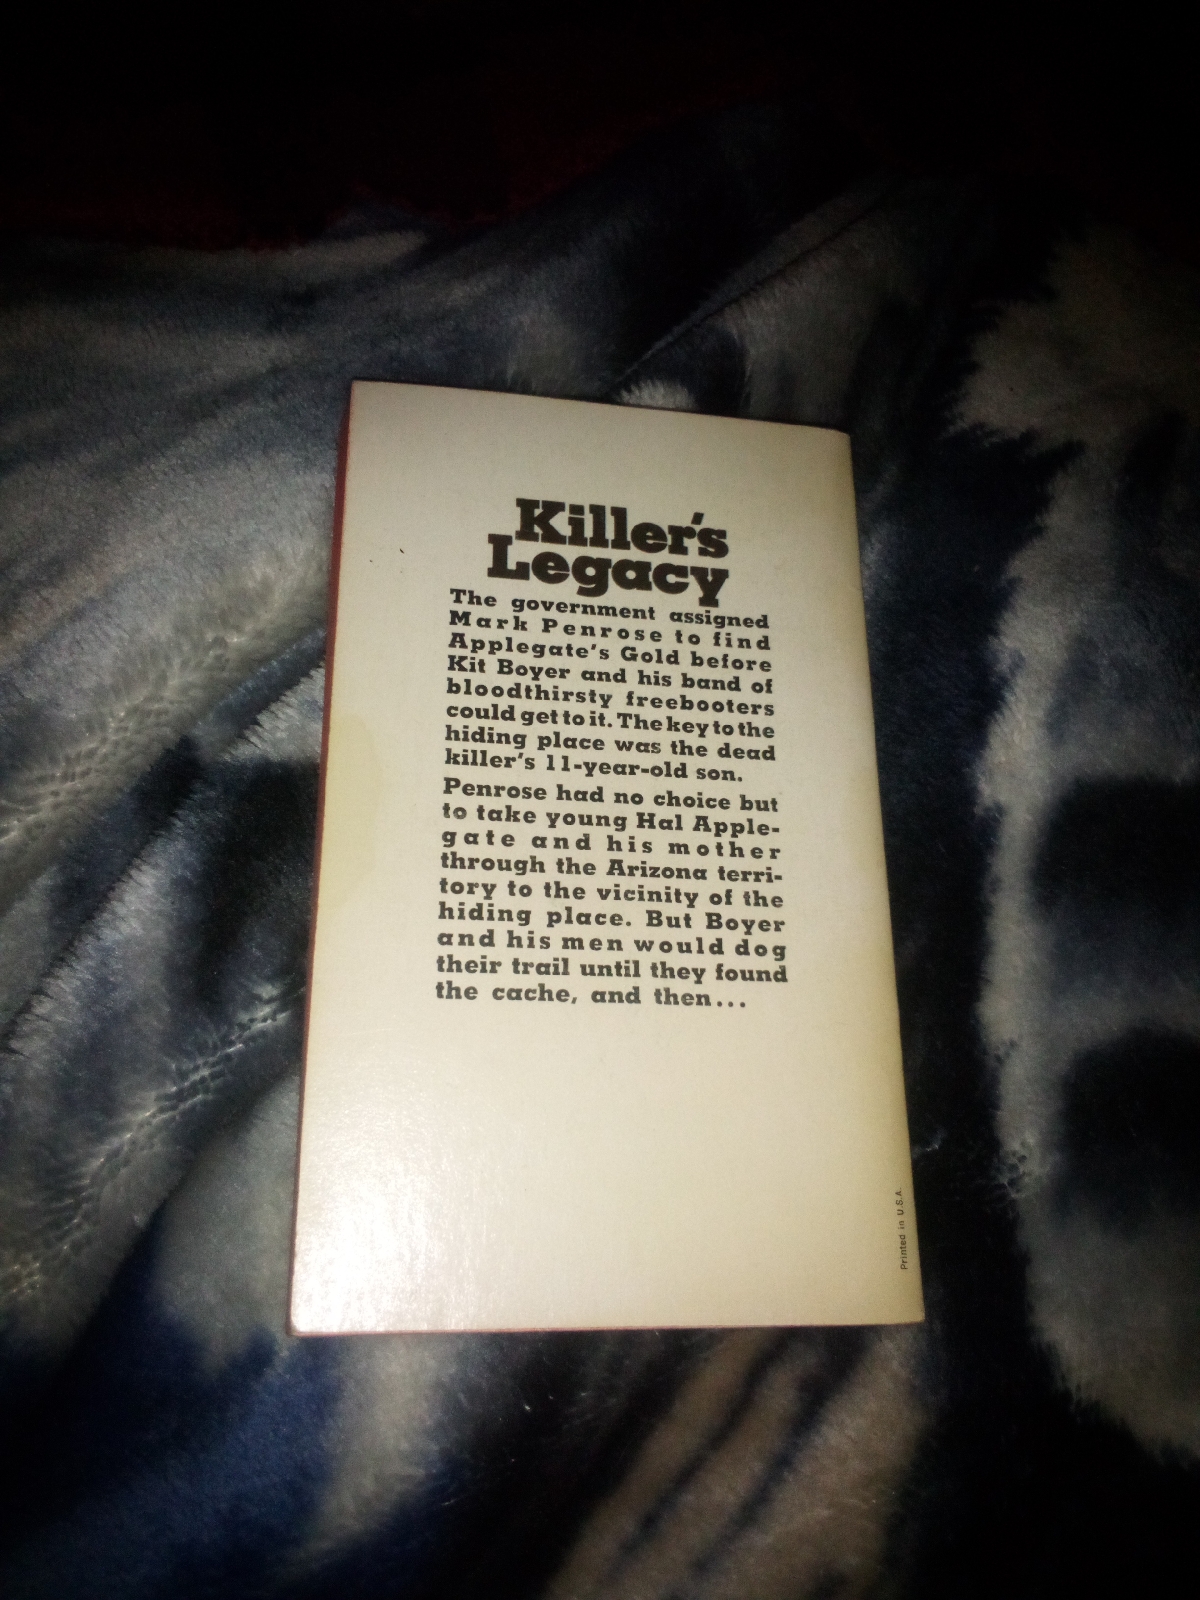 Killer's
Legacy
The government assigned
Mark Penrose to find
Applegate's Gold before
Kit Boyer and his band of
bloodthirsty freebooters
could get to it. The key to the
hiding place was the dead
killer's 11-year-old son.
Penrose had no choice but
to take young Hal Apple-
gate and his mother
through the Arizona terri-
tory to the vicinity of the
hiding place. But Boyer
and his men would dog
their trail until they found
the cache, and then...
Printed in U.S.A.